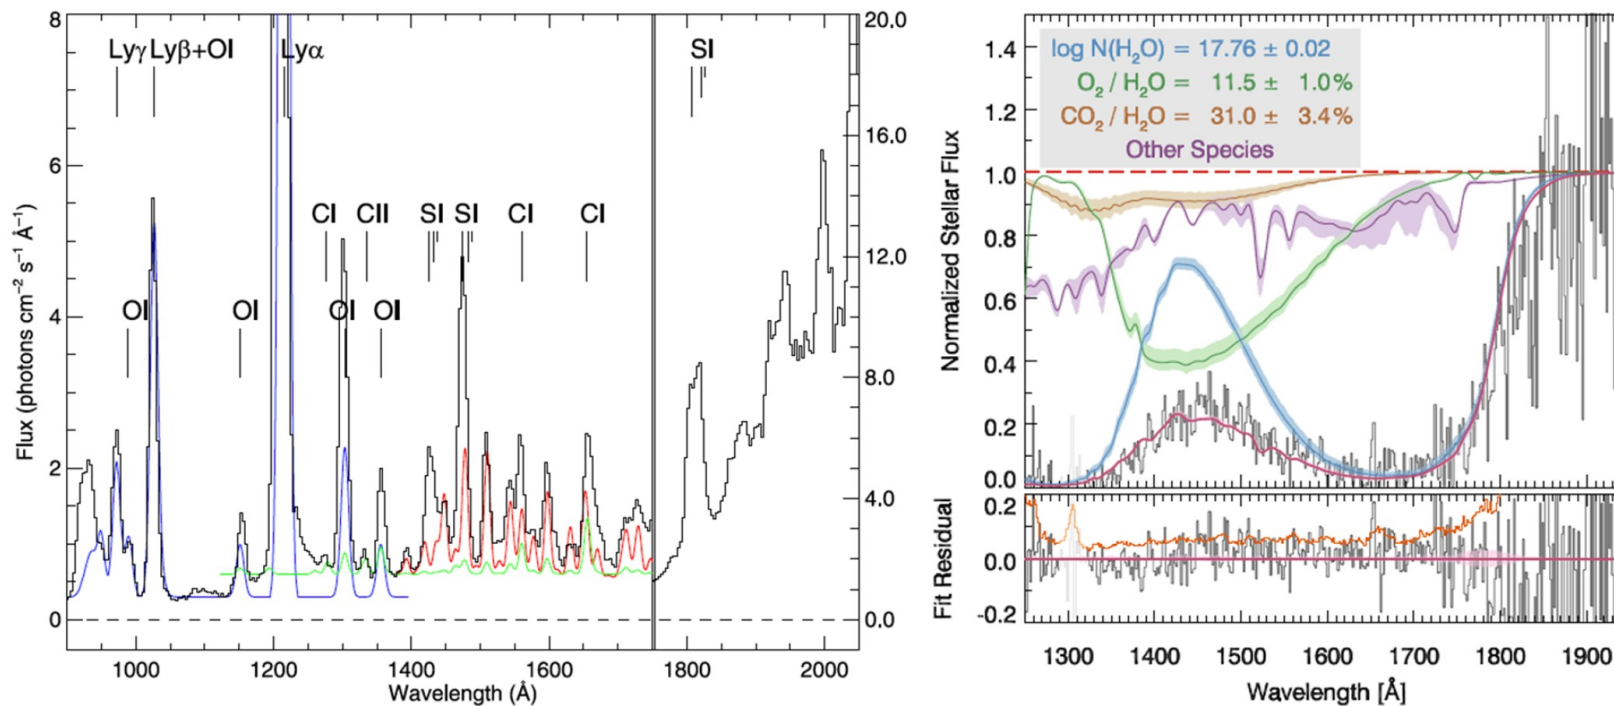 8
6
4
2
0
20.0
16.0
12.0
8.0
4.0
0.0
Lyγ Lyβ+OI
Lyα
SI
CI
CII
SI
SI
CI
CI
OI
OI
OI
OI
Flux (photons cm⁻² s⁻¹ Å⁻¹)
1000
1200
1400
1600
1800
2000
Wavelength (Å)
log N(H₂O) = 17.76 ± 0.02
O₂ / H₂O = 11.5 ± 1.0%
CO₂ / H₂O = 31.0 ± 3.4%
Other Species
1.4
1.2
1.0
0.8
0.6
0.4
0.2
0.0
Normalized Stellar Flux
0.2
0.0
-0.2
Fit Residual
1300
1400
1500
1600
1700
1800
1900
Wavelength [Å]